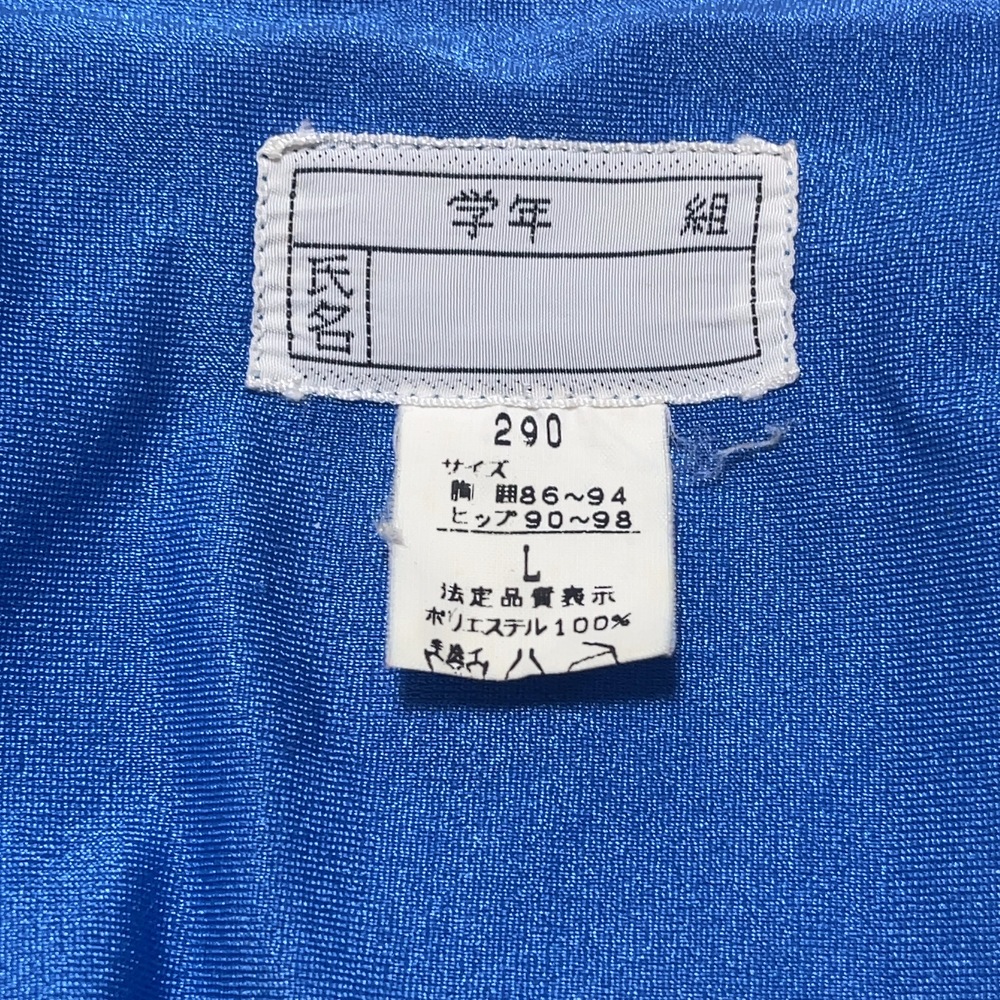 学年 組
氏名
290
サイズ
胸 囲86~94
ヒップ90~98
L
法定品質表示
ポリエステル100%